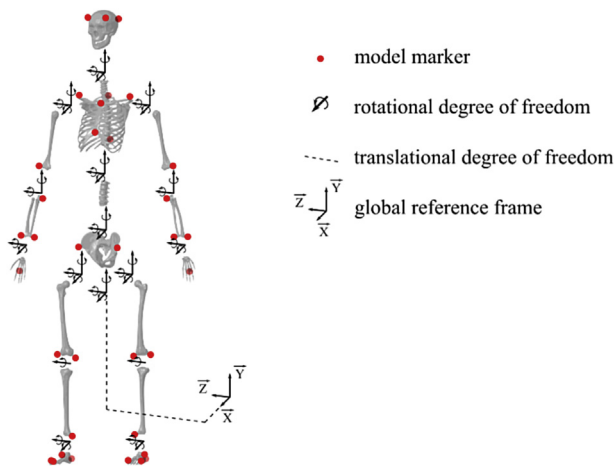 model marker
rotational degree of freedom
translational degree of freedom
Y
Z
X
global reference frame
Y
Z
X